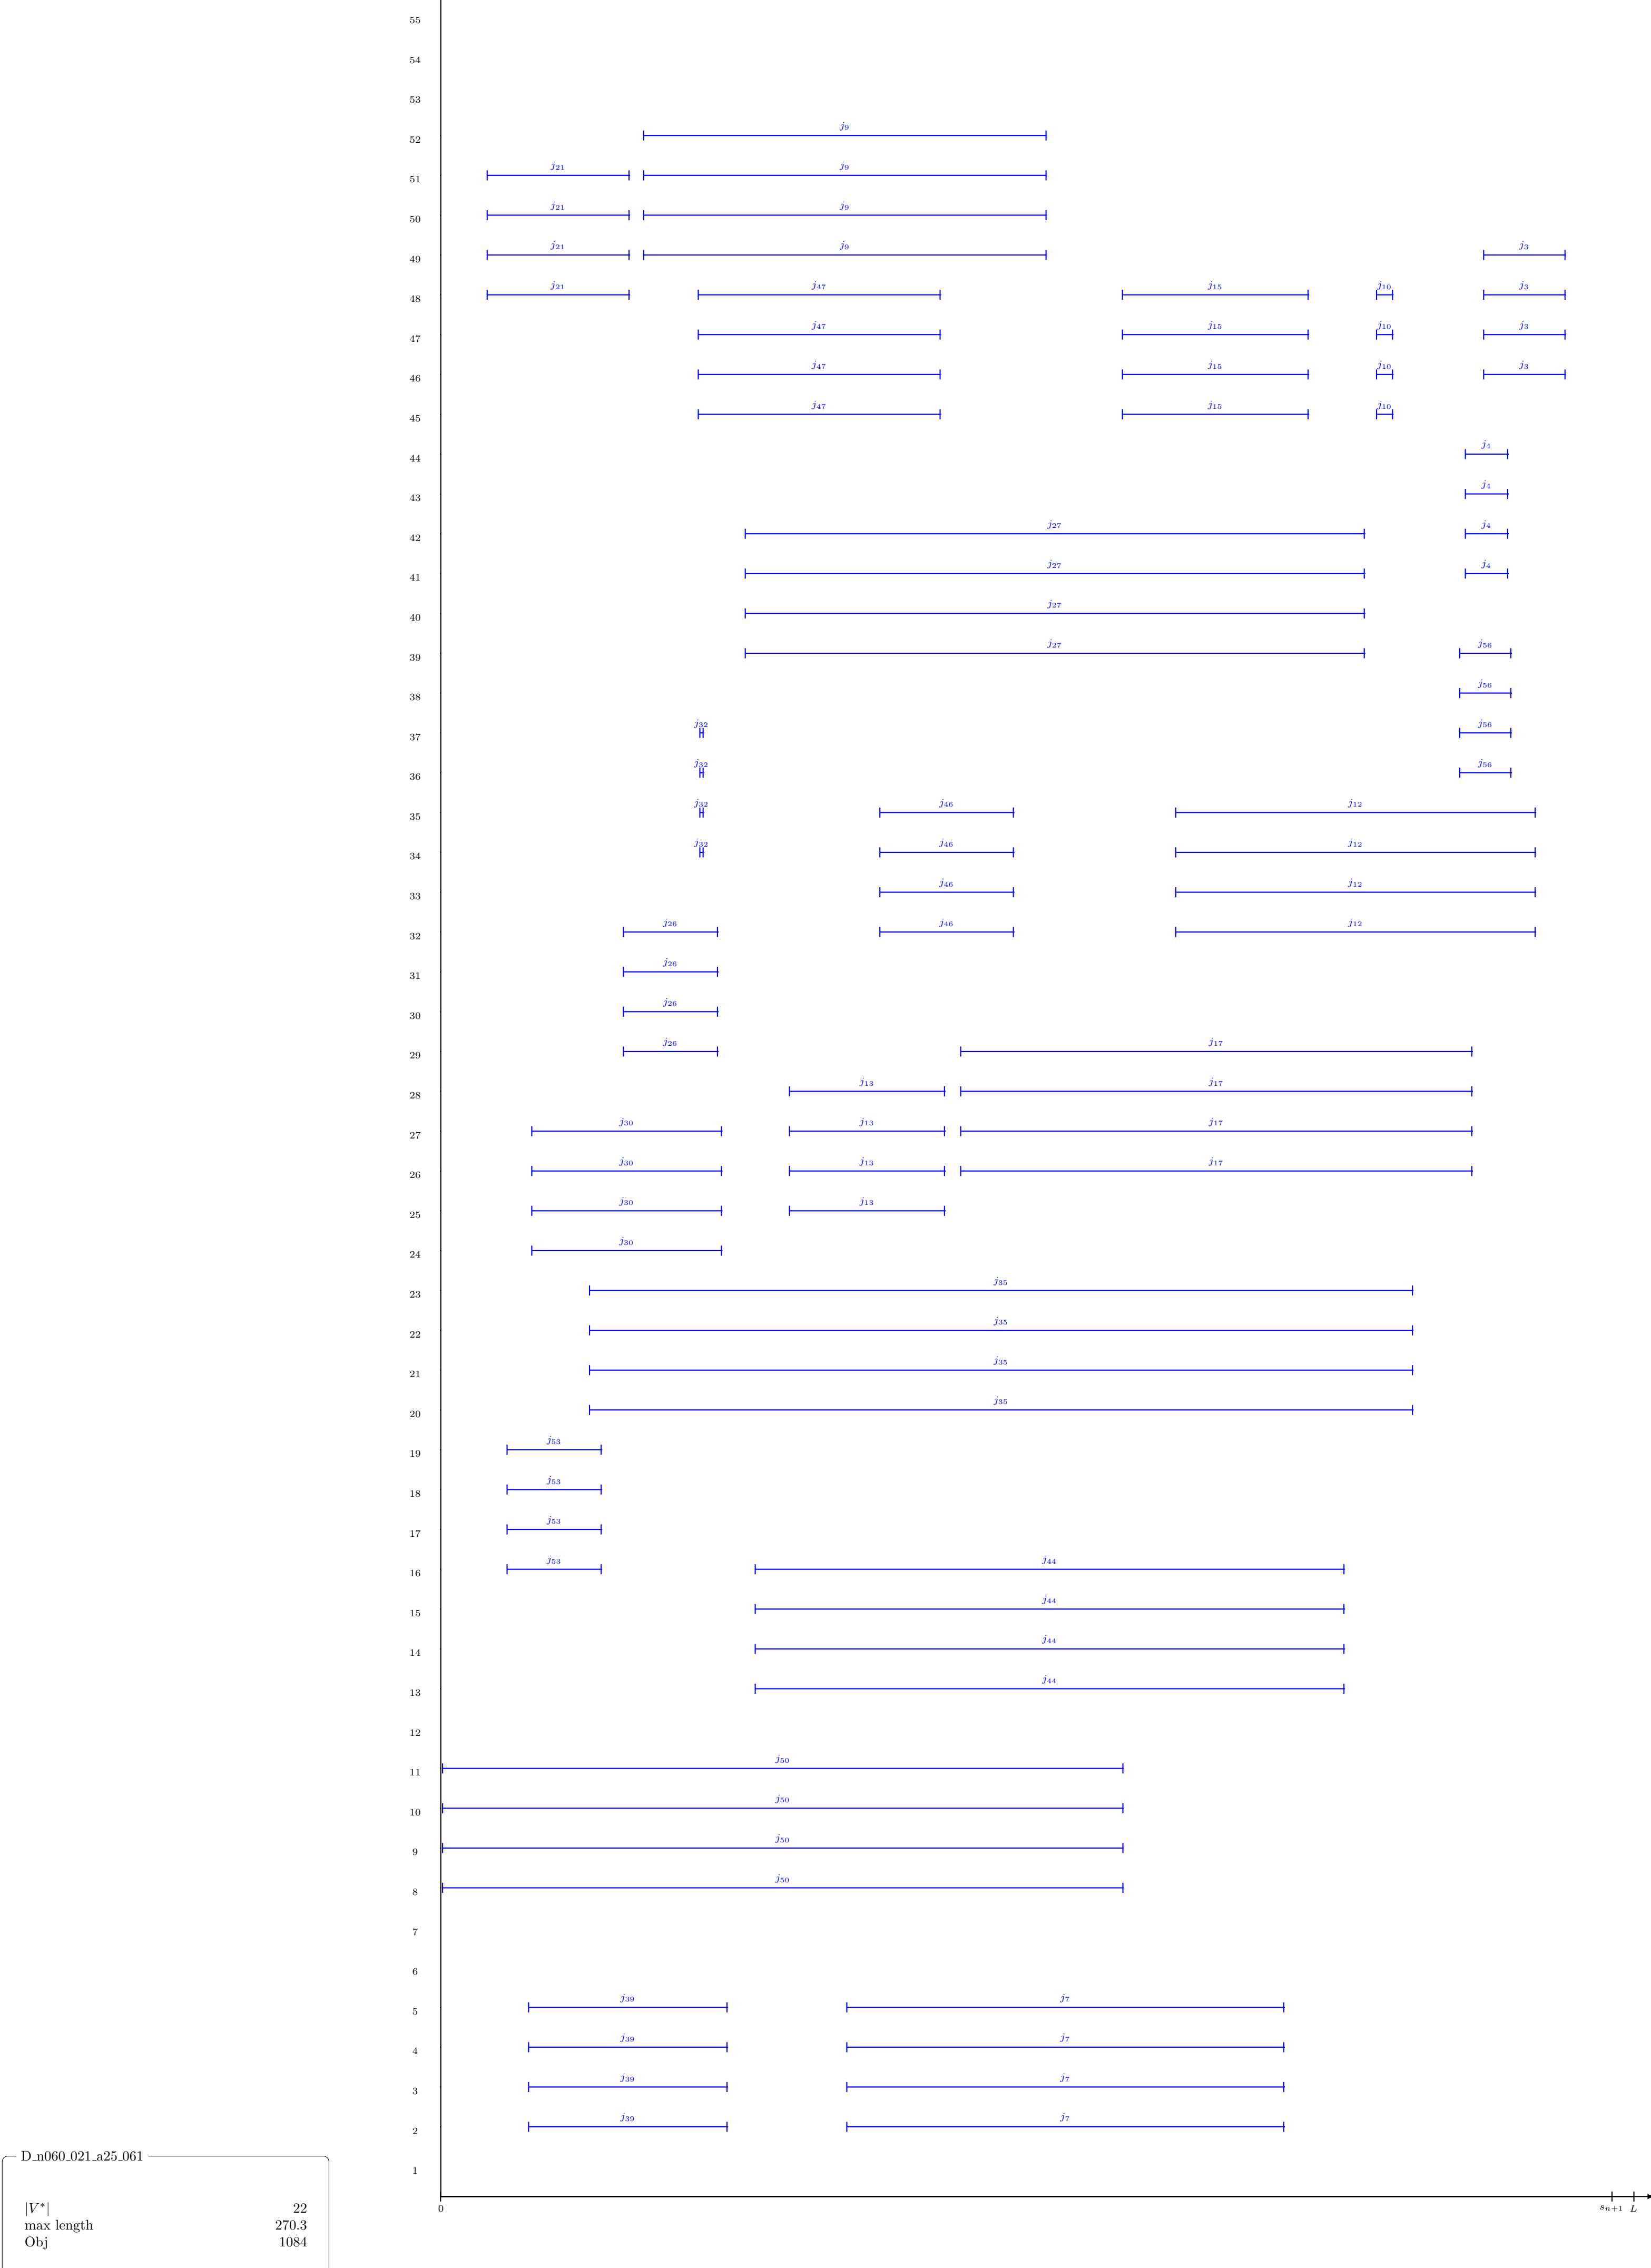 55
54
53
j9
52
j21 j9
51
j21 j9
50
j21 j9 j3
49
j21 j47 j15 j10 j3
48
j47 j15 j10 j3
47
j47 j15 j10 j3
46
j47 j15 j10
45
j4
44
j4
43
j27 j4
42
j27 j4
41
j27
40
j27 j56
39
j56
38
j32 j56
37
j32 j56
36
j32 j46 j12
35
j32 j46 j12
34
j46 j12
33
j26 j46 j12
32
j26
31
j26
30
j26 j17
29
j13 j17
28
j30 j13 j17
27
j30 j13 j17
26
j30 j13
25
j30
24
j35
23
j35
22
j35
21
j35
20
j53
19
j53
18
j53
17
j53 j44
16
j44
15
j44
14
j44
13
12
j50
11
j50
10
j50
9
j50
8
7
6
j39 j7
5
j39 j7
4
j39 j7
3
j39 j7
2
1
0 sn+1 L
D_n060_021_a25_061
|V*| 22
max length 270.3
Obj 1084